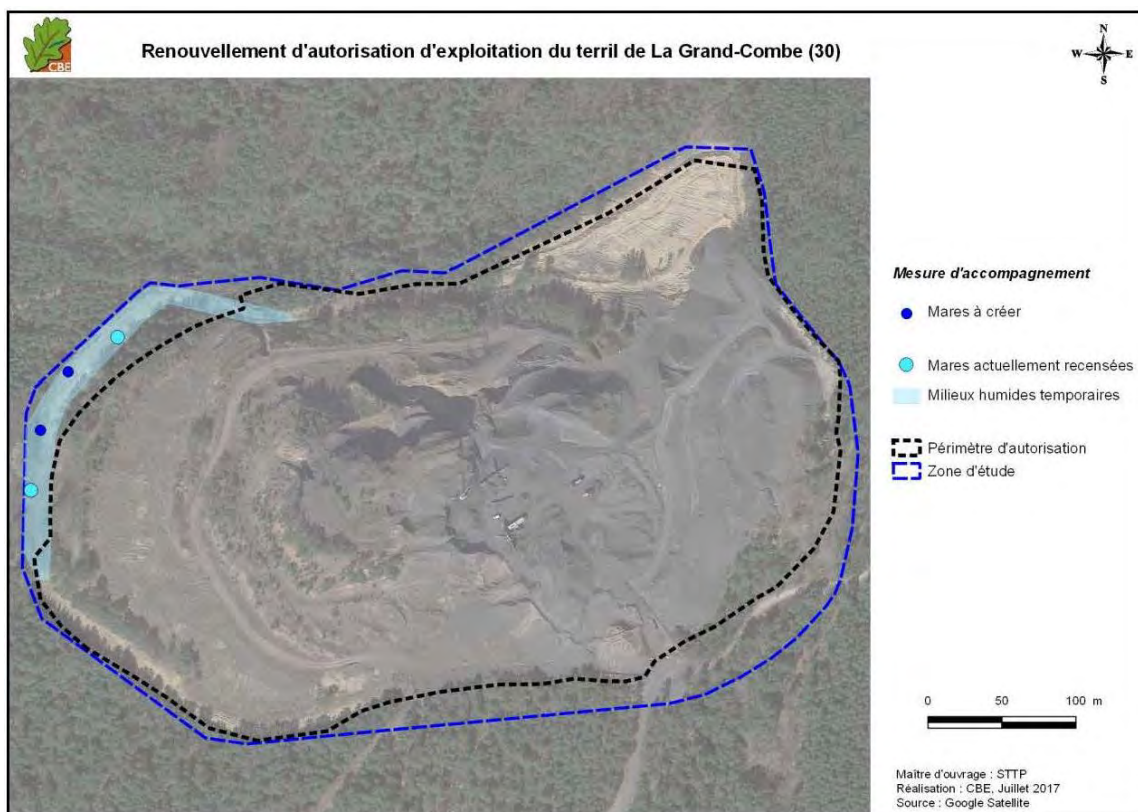 CBE
Renouvellement d'autorisation d'exploitation du terril de La Grand-Combe (30)
N
W E
S
Mesure d'accompagnement
Mares à créer
Mares actuellement recensées
Milieux humides temporaires
Périmètre d'autorisation
Zone d'étude
0 50 100 m
Maître d'ouvrage : STTP
Réalisation : CBE, Juillet 2017
Source : Google Satellite